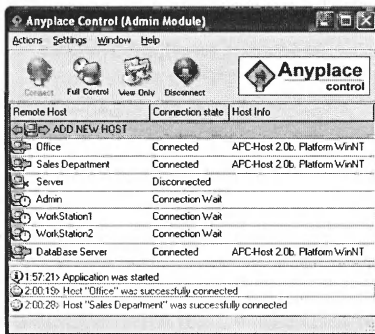 Anyplace Control (Admin Module)
Actions Settings Window Help
Connect Full Control View Only Disconnect
Anyplace
control
Remote Host Connection state Host Info
ADD NEW HOST
Office Connected APC-Host 2.0b. Platform WinNT
Sales Department Connected APC-Host 2.0b. Platform WinNT
Server Disconnected
Admin Connection Wait
WorkStation1 Connection Wait
WorkStation2 Connection Wait
DataBase Server Connected APC-Host 2.0b. Platform WinNT
1:57:21> Application was started
2:00:19> Host "Office" was successfully connected
2:00:28> Host "Sales Department" was successfully connected